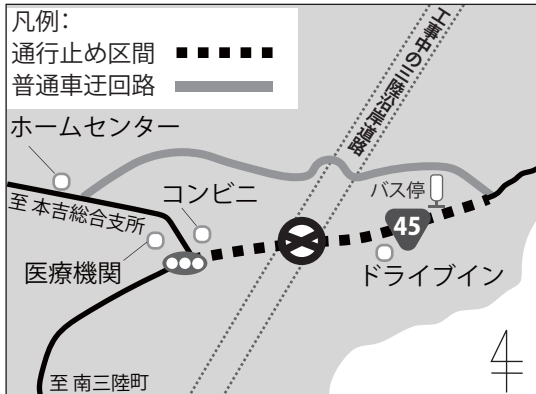 凡例：
通行止め区間
普通車迂回路
工事中の三陸沿岸道路
ホームセンター
至 本吉総合支所
コンビニ
バス停
45
医療機関
ドライブイン
至 南三陸町